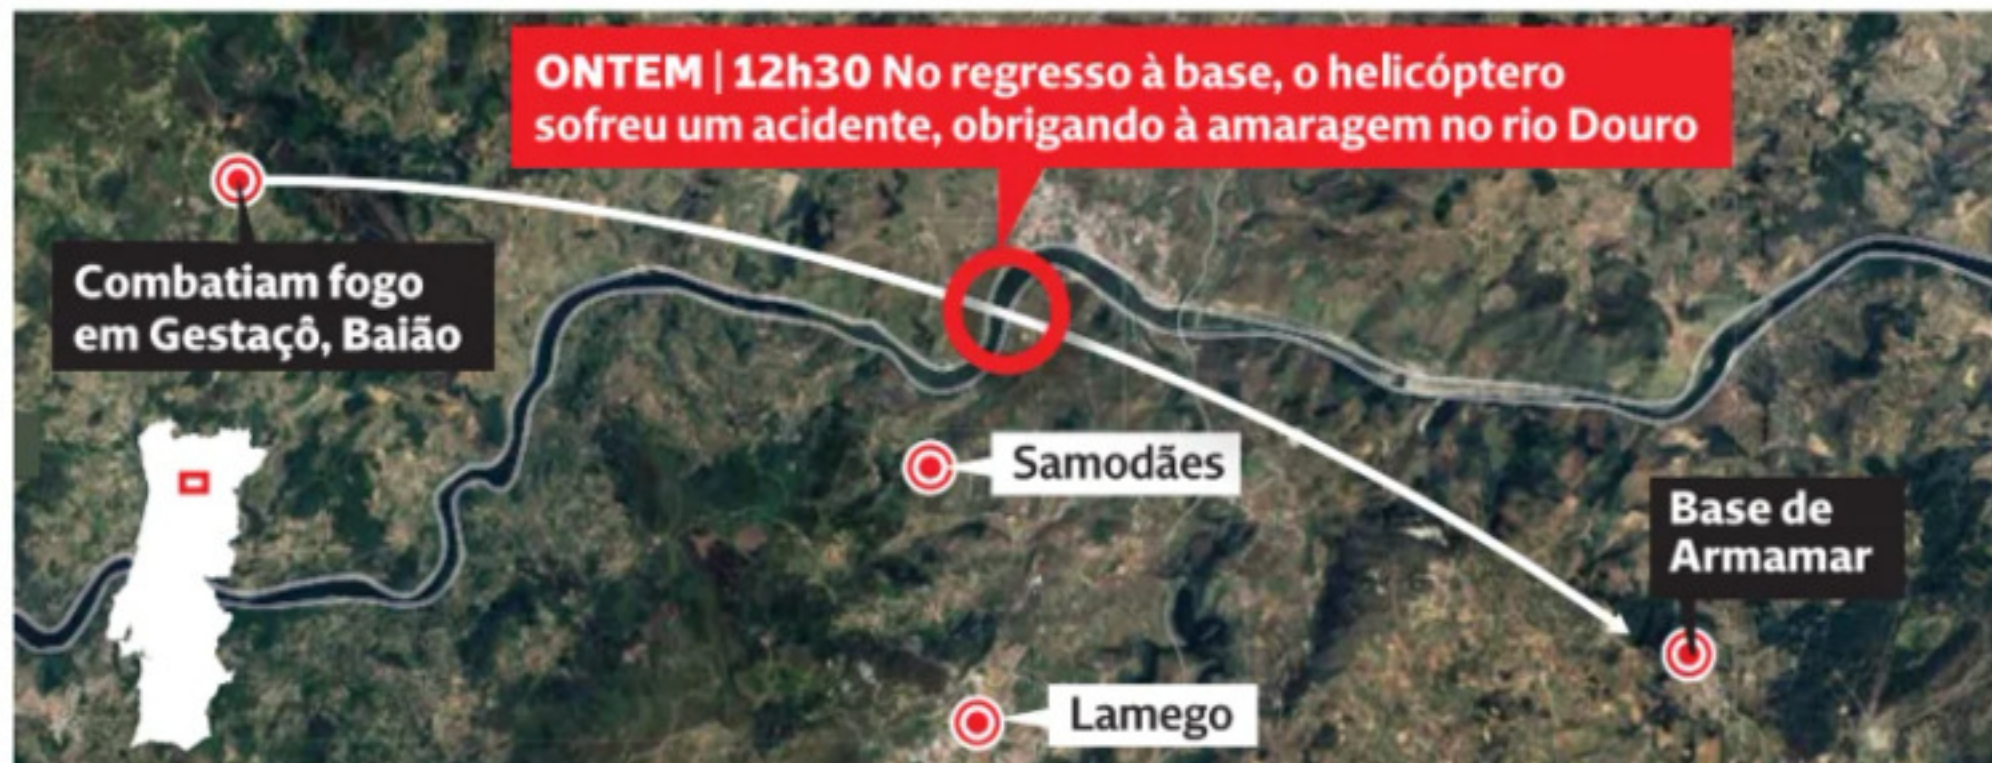 ONTEM | 12h30 No regresso à base, o helicóptero
sofreu um acidente, obrigando à amaragem no rio Douro
Combatiam fogo
em Gestaçô, Baião
Samodães
Base de
Armamar
Lamego